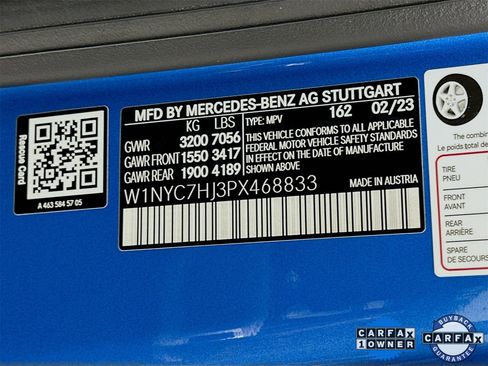 Rescue Card
A 463 584 57 05
MFD BY MERCEDES-BENZ AG STUTTGART
KG LBS TYPE: MPV 162 02/23
GVWR 3200 7056
GAWR FRONT 1550 3417
GAWR REAR 1900 4189
THIS VEHICLE CONFORMS TO ALL APPLICABLE
FEDERAL MOTOR VEHICLE SAFETY STANDARDS
IN EFFECT ON THE DATE OF MANUFACTURE
SHOWN ABOVE
W1NYC7HJ3PX468833
MADE IN AUSTRIA
The combine
Le poids total de
TIRE
PNEU
FRONT
AVANT
REAR
ARRIÈRE
SPARE
DE SECOURS
CARFAX
1 OWNER
BUYBACK
CARFAX
GUARANTEE